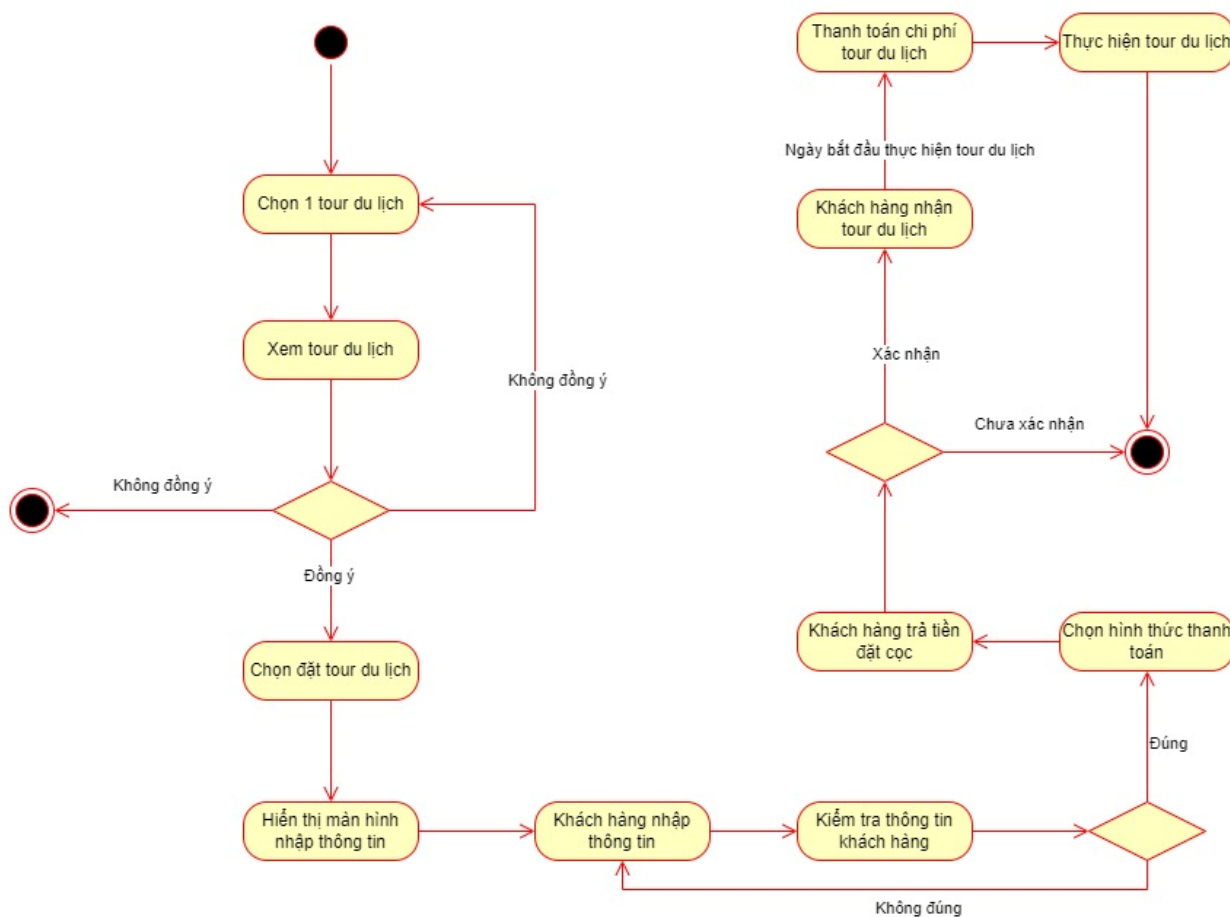 Chọn 1 tour du lịch
Xem tour du lịch
Không đồng ý
Không đồng ý
Đồng ý
Chọn đặt tour du lịch
Hiển thị màn hình
nhập thông tin
Khách hàng nhập
thông tin
Kiểm tra thông tin
khách hàng
Không đúng
Đúng
Chọn hình thức thanh
toán
Khách hàng trả tiền
đặt cọc
Chưa xác nhận
Xác nhận
Khách hàng nhận
tour du lịch
Ngày bắt đầu thực hiện tour du lịch
Thanh toán chi phí
tour du lịch
Thực hiện tour du lịch